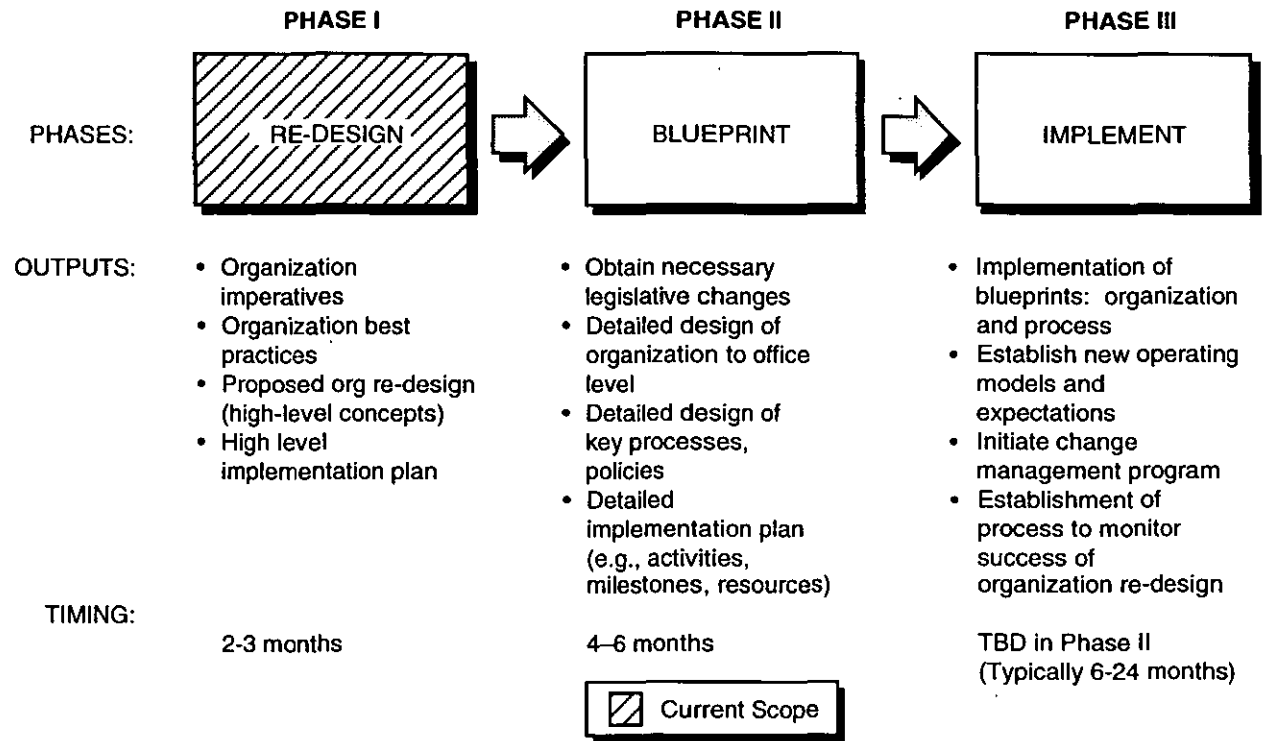 PHASE I
PHASE II
PHASE III
PHASES:
RE-DESIGN
BLUEPRINT
IMPLEMENT
OUTPUTS:
• Organization
imperatives
• Organization best
practices
• Proposed org re-design
(high-level concepts)
• High level
implementation plan
• Obtain necessary
legislative changes
• Detailed design of
organization to office
level
• Detailed design of
key processes,
policies
• Detailed
implementation plan
(e.g., activities,
milestones, resources)
• Implementation of
blueprints: organization
and process
• Establish new operating
models and
expectations
• Initiate change
management program
• Establishment of
process to monitor
success of
organization re-design
TIMING:
2-3 months
4–6 months
TBD in Phase II
(Typically 6-24 months)
Current Scope